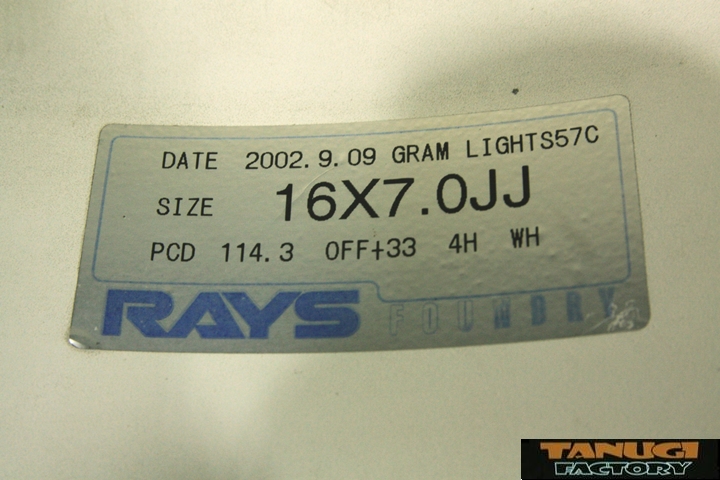 DATE 2002.9.09 GRAM LIGHTS57C
SIZE 16X7.0JJ
PCD 114.3 OFF+33 4H WH
RAYS FOUNDRY
TANUGI
FACTORY